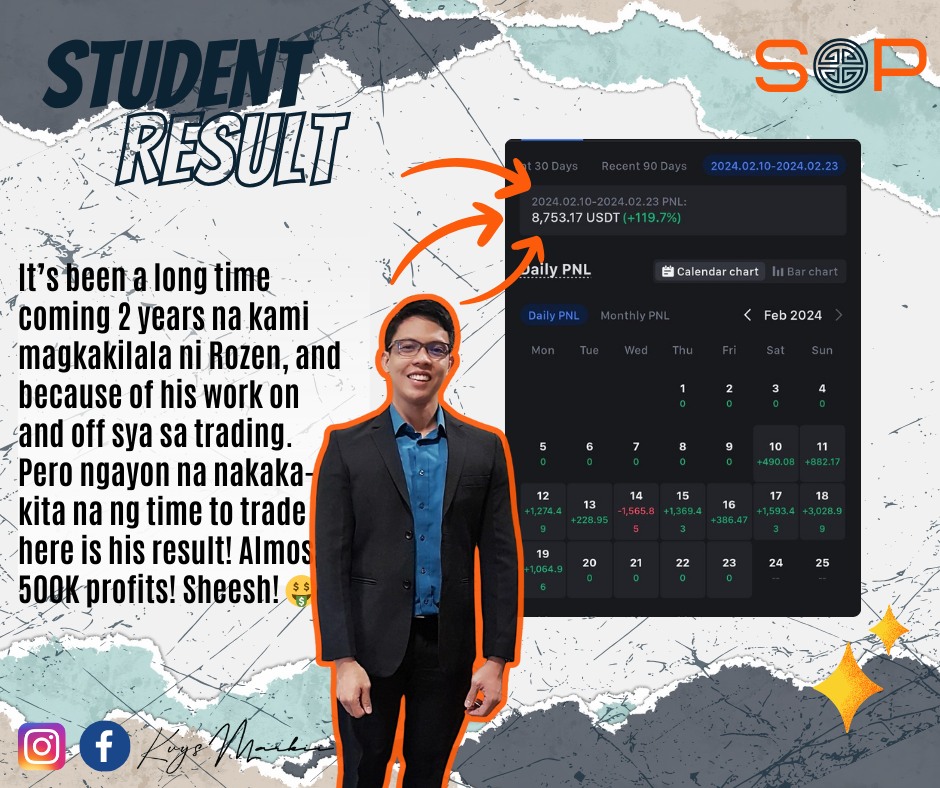 STUDENT
RESULT
S P
It's been a long time
coming 2 years na kami
magkakilala ni Rozen, and
because of his work on
and off sya sa trading.
Pero ngayon na nakaka-
kita na ng time to trade
here is his result! Almos
500K profits! Sheesh! 🤑
Kuys Maikie
t 30 Days Recent 90 Days 2024.02.10-2024.02.23
2024.02.10-2024.02.23 PNL:
8,753.17 USDT (+119.7%)
Daily PNL Calendar chart Bar chart
Daily PNL Monthly PNL < Feb 2024 >
Mon Tue Wed Thu Fri Sat Sun
1 2 3 4
0 0 0 0
5 6 7 8 9 10 11
0 0 0 0 0 +490.08 +882.17
12 13 14 15 16 17 18
+1,274.4 +228.95 -1,565.8 +1,369.4 +386.47 +1,593.4 +3,028.9
9 5 3 3 9
19 20 21 22 23 24 25
+1,064.9 0 0 0 0 -- --
6